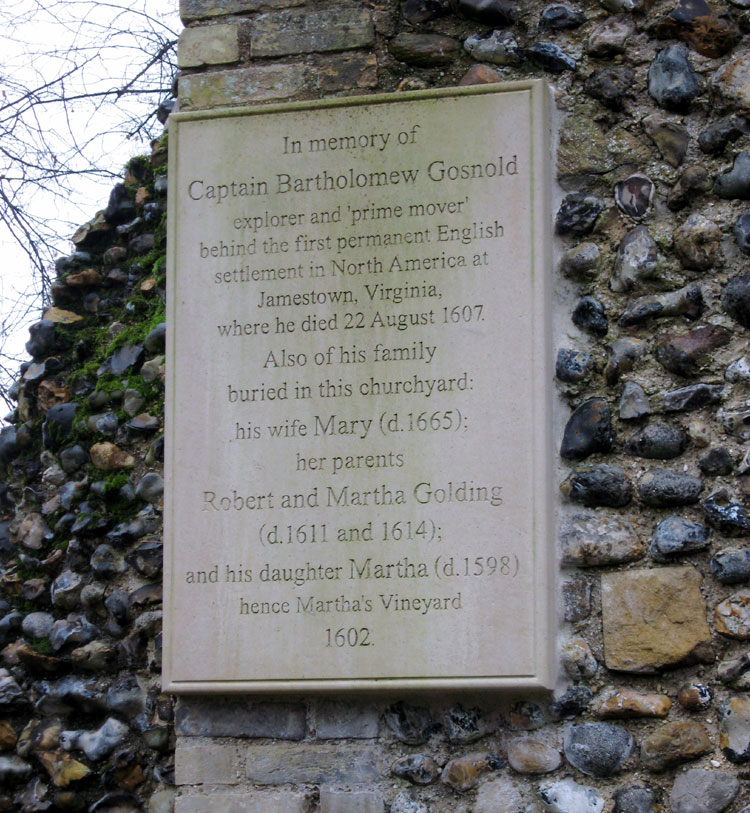 In memory of
Captain Bartholomew Gosnold
explorer and 'prime mover'
behind the first permanent English
settlement in North America at
Jamestown, Virginia,
where he died 22 August 1607.
Also of his family
buried in this churchyard:
his wife Mary (d.1665);
her parents
Robert and Martha Golding
(d.1611 and 1614);
and his daughter Martha (d.1598)
hence Martha's Vineyard
1602.